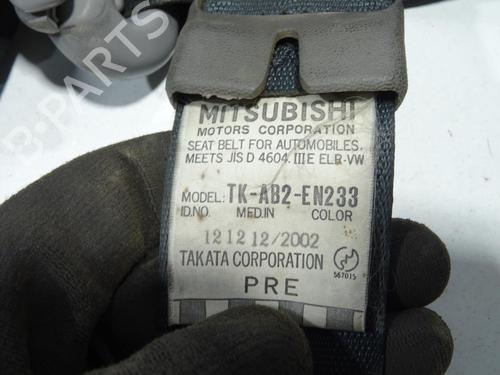 B-PARTS
MITSUBISHI
MOTORS CORPORATION
SEAT BELT FOR AUTOMOBILES.
MEETS JIS D 4604. III E ELR-VW
MODEL: TK-AB2-EN233
ID.NO. MFD.IN COLOR
12 12 12/2002
TAKATA CORPORATION
567015
PRE